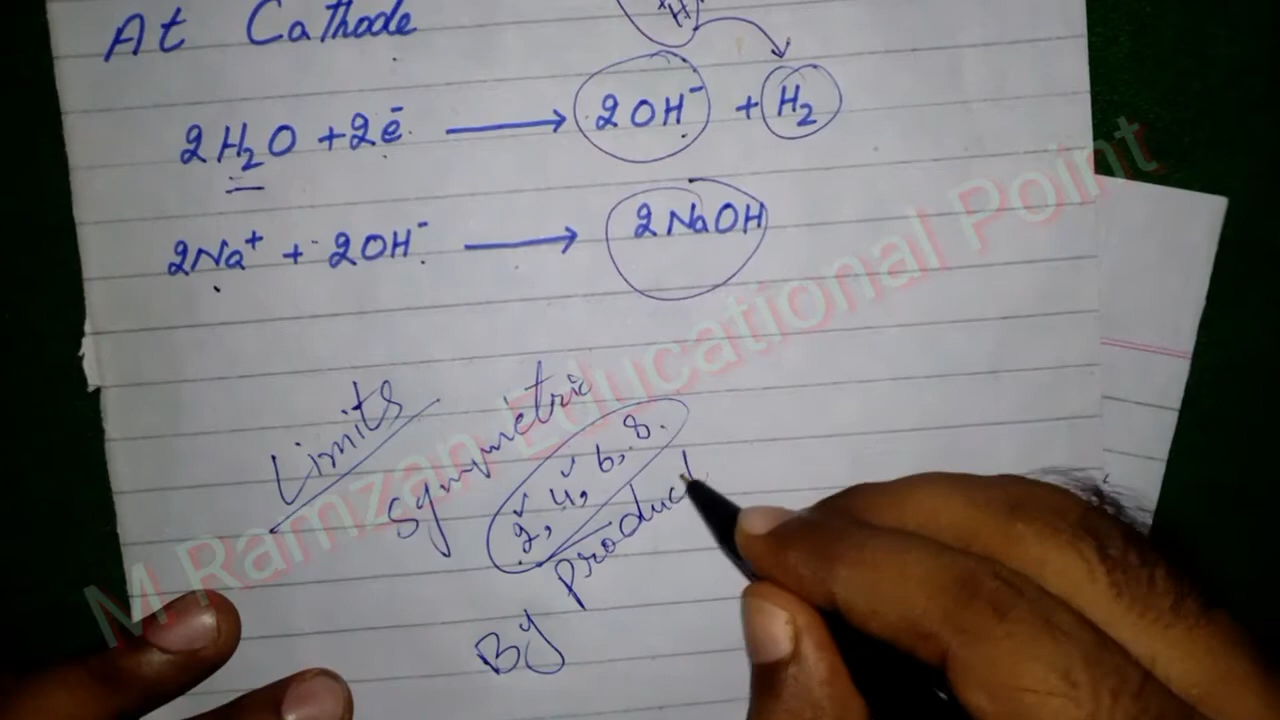 H
At Cathode
2H₂O + 2e⁻ ⟶ 2OH⁻ + H₂
2Na⁺ + 2OH⁻ ⟶ 2NaOH
Limits
Symmetric
2, 4, 6, 8.
By Product
M Ramzan Educational Point